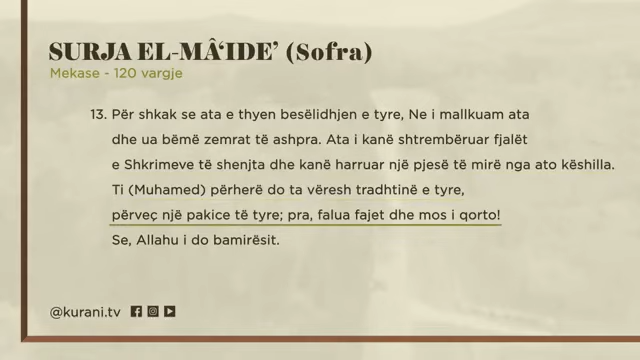 SURJA EL-MÂ‘IDE’ (Sofra)
Mekase - 120 vargje
13. Për shkak se ata e thyen besëlidhjen e tyre, Ne i mallkuam ata
dhe ua bëmë zemrat të ashpra. Ata i kanë shtrembëruar fjalët
e Shkrimeve të shenjta dhe kanë harruar një pjesë të mirë nga ato këshilla.
Ti (Muhamed) përherë do ta vëresh tradhtinë e tyre,
përveç një pakice të tyre; pra, falua fajet dhe mos i qorto!
Se, Allahu i do bamirësit.
@kurani.tv